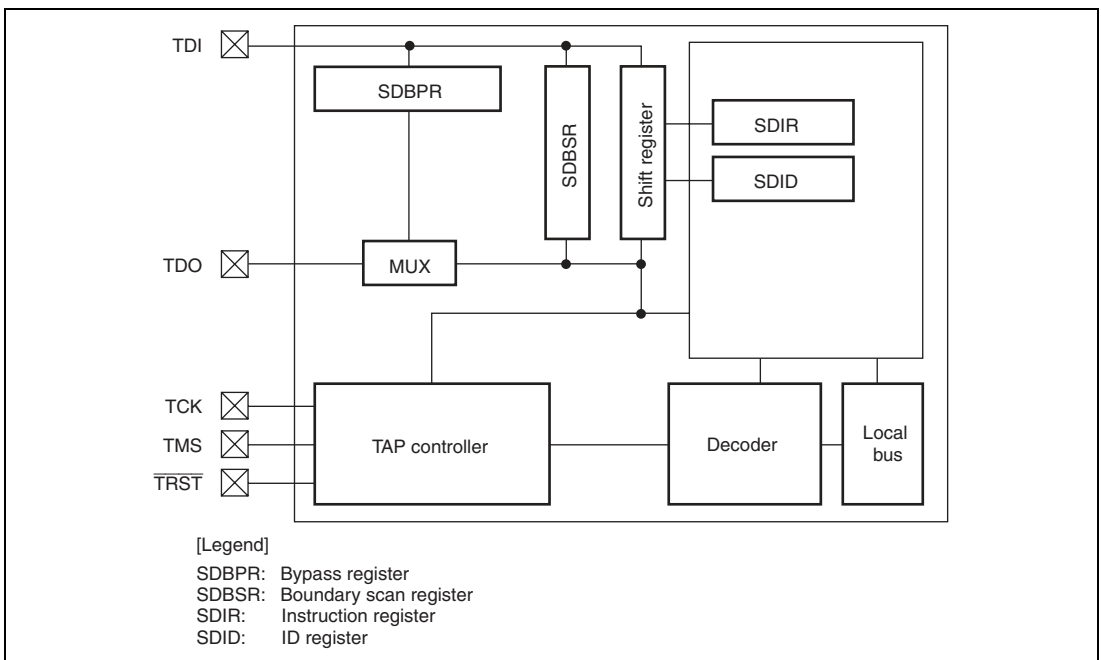 TDI
SDBPR
SDBSR
Shift register
SDIR
SDID
TDO
MUX
TCK
TMS
TRST
TAP controller
Decoder
Local
bus
[Legend]
SDBPR: Bypass register
SDBSR: Boundary scan register
SDIR: Instruction register
SDID: ID register